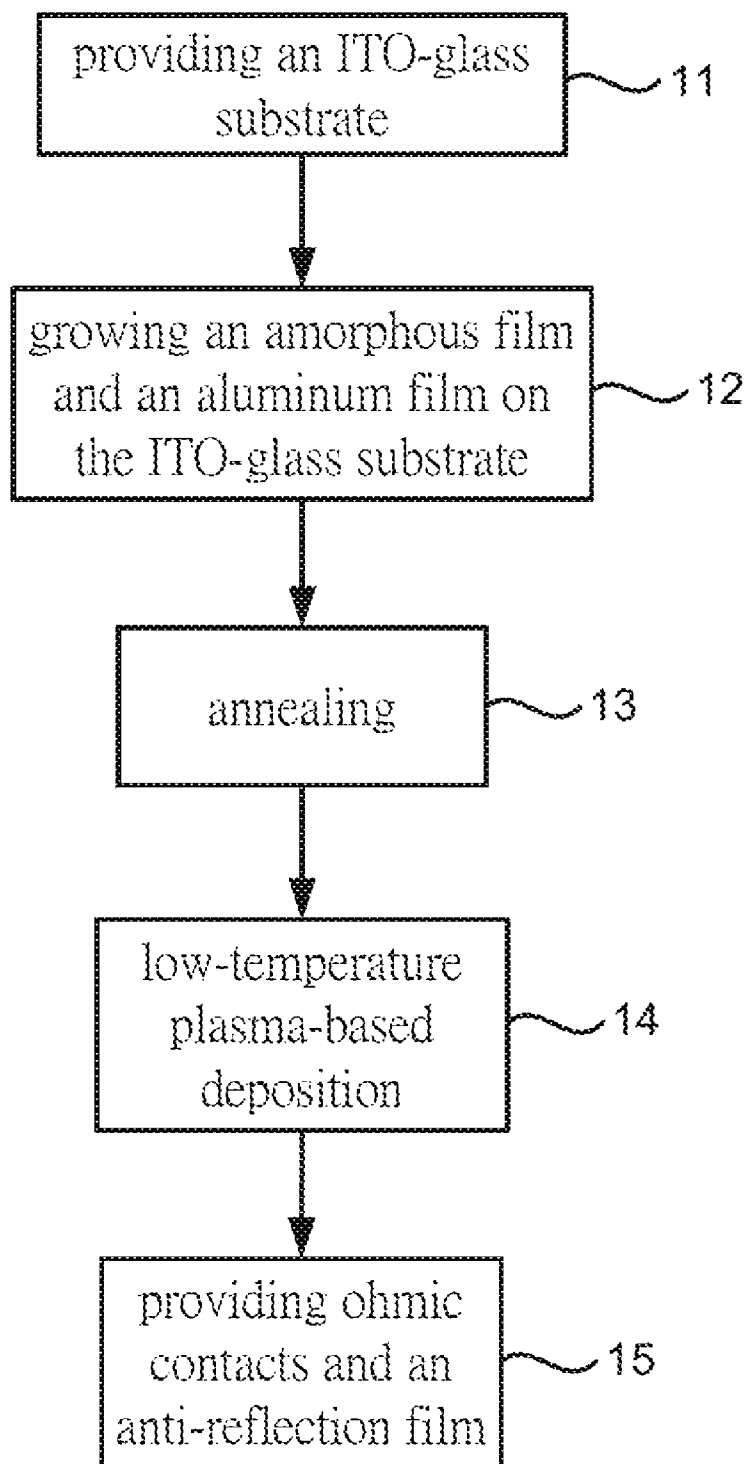 providing an ITO-glass
substrate
11
growing an amorphous film
and an aluminum film on
the ITO-glass substrate
12
annealing
13
low-temperature
plasma-based
deposition
14
providing ohmic
contacts and an
anti-reflection film
15